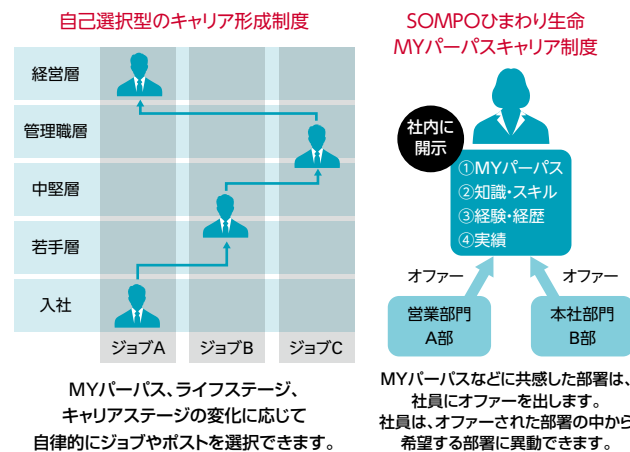 自己選択型のキャリア形成制度
経営層
管理職層
中堅層
若手層
入社
ジョブA
ジョブB
ジョブC
MYパーパス、ライフステージ、
キャリアステージの変化に応じて
自律的にジョブやポストを選択できます。
SOMPOひまわり生命
MYパーパスキャリア制度
社内に
開示
①MYパーパス
②知識・スキル
③経験・経歴
④実績
オファー
オファー
営業部門
A部
本社部門
B部
MYパーパスなどに共感した部署は、
社員にオファーを出します。
社員は、オファーされた部署の中から
希望する部署に異動できます。